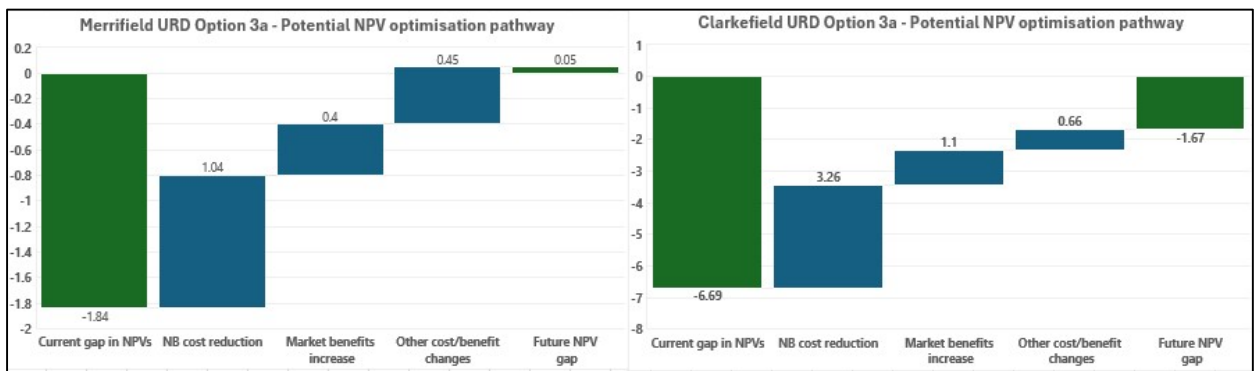 Merrifield URD Option 3a - Potential NPV optimisation pathway
0.2
0
-0.2
-0.4
-0.6
-0.8
-1
-1.2
-1.4
-1.6
-1.8
-2
-1.84
1.04
0.4
0.45
0.05
Current gap in NPVs
NB cost reduction
Market benefits
increase
Other cost/benefit
changes
Future NPV
gap
Clarkefield URD Option 3a - Potential NPV optimisation pathway
1
0
-1
-2
-3
-4
-5
-6
-7
-8
-6.69
3.26
1.1
0.66
-1.67
Current gap in NPVs
NB cost reduction
Market benefits
increase
Other cost/benefit
changes
Future NPV
gap